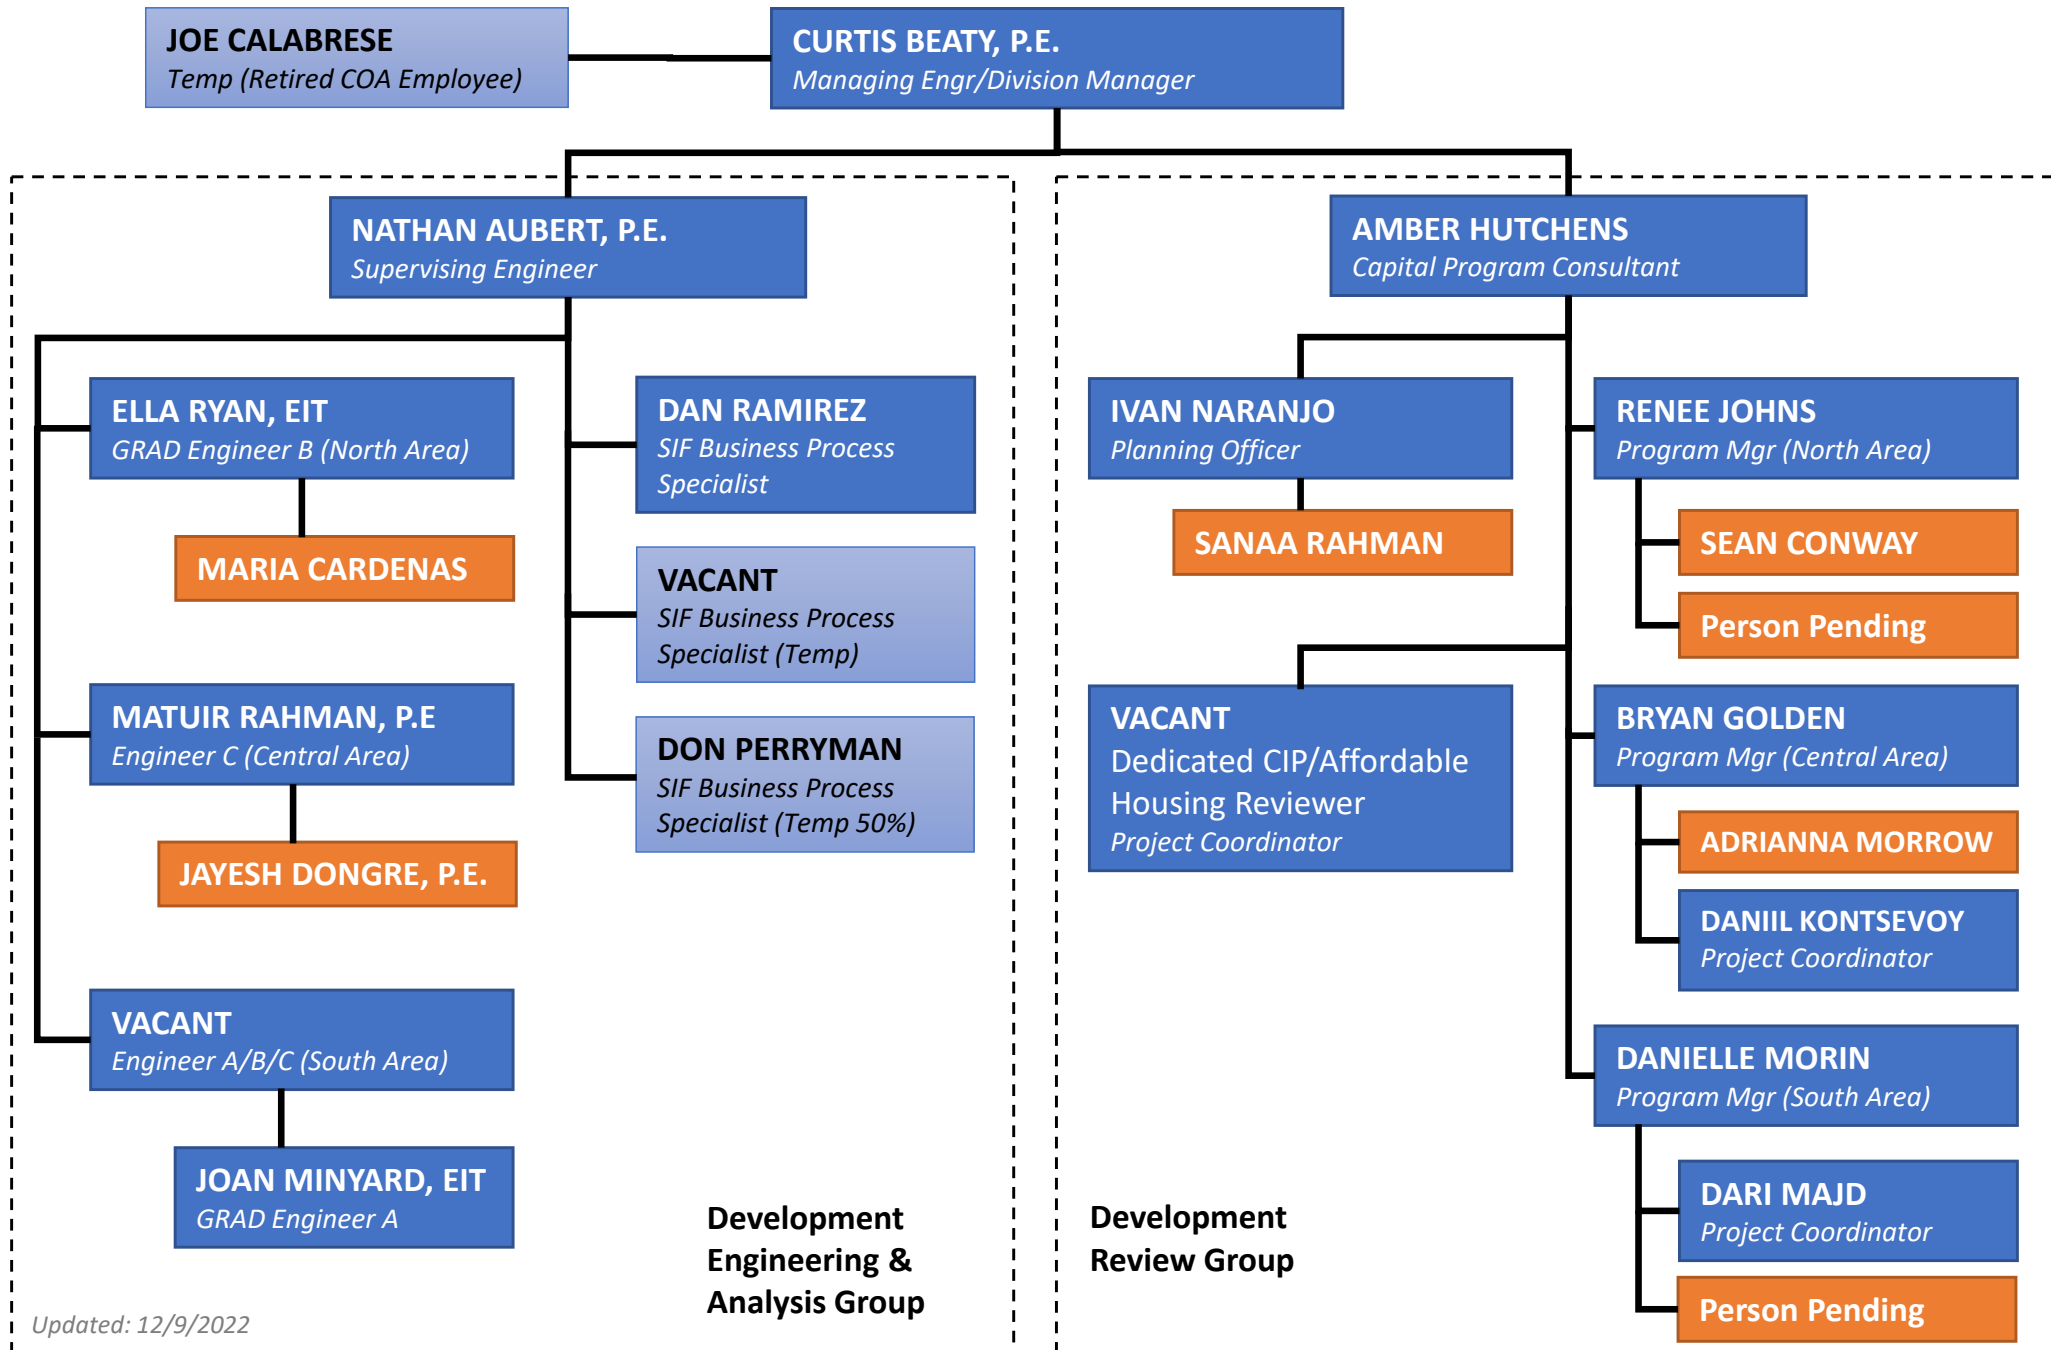 JOE CALABRESE
Temp (Retired COA Employee)
CURTIS BEATY, P.E.
Managing Engr/Division Manager
NATHAN AUBERT, P.E.
Supervising Engineer
ELLA RYAN, EIT
GRAD Engineer B (North Area)
MARIA CARDENAS
MATUIR RAHMAN, P.E
Engineer C (Central Area)
JAYESH DONGRE, P.E.
VACANT
Engineer A/B/C (South Area)
JOAN MINYARD, EIT
GRAD Engineer A
DAN RAMIREZ
SIF Business Process
Specialist
VACANT
SIF Business Process
Specialist (Temp)
DON PERRYMAN
SIF Business Process
Specialist (Temp 50%)
Development
Engineering &
Analysis Group
AMBER HUTCHENS
Capital Program Consultant
IVAN NARANJO
Planning Officer
SANAA RAHMAN
VACANT
Dedicated CIP/Affordable
Housing Reviewer
Project Coordinator
RENEE JOHNS
Program Mgr (North Area)
SEAN CONWAY
Person Pending
BRYAN GOLDEN
Program Mgr (Central Area)
ADRIANNA MORROW
DANIIL KONTSEVOY
Project Coordinator
DANIELLE MORIN
Program Mgr (South Area)
DARI MAJD
Project Coordinator
Person Pending
Development
Review Group
Updated: 12/9/2022